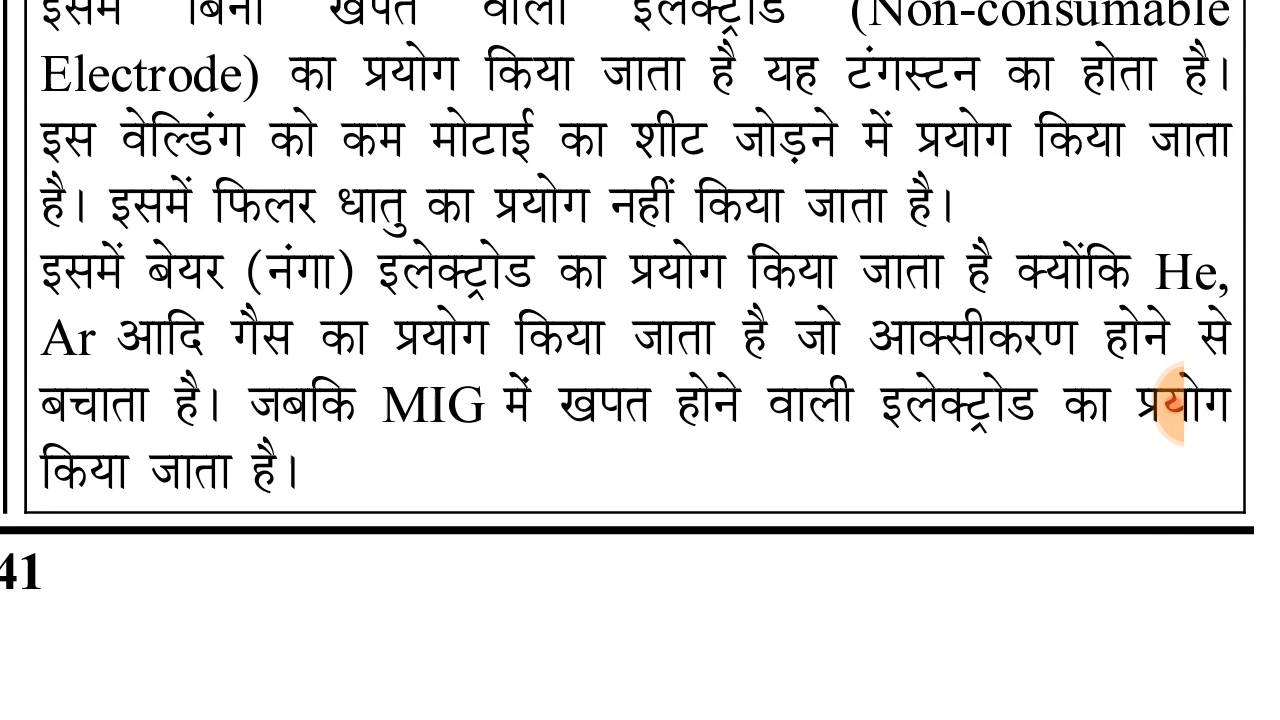 इसमें बिना खपत वाली इलेक्ट्रोड (Non-consumable
Electrode) का प्रयोग किया जाता है यह टंगस्टन का होता है।
इस वेल्डिंग को कम मोटाई का शीट जोड़ने में प्रयोग किया जाता
है। इसमें फिलर धातु का प्रयोग नहीं किया जाता है।
इसमें बेयर (नंगा) इलेक्ट्रोड का प्रयोग किया जाता है क्योंकि He,
Ar आदि गैस का प्रयोग किया जाता है जो आक्सीकरण होने से
बचाता है। जबकि MIG में खपत होने वाली इलेक्ट्रोड का प्रयोग
किया जाता है।
41